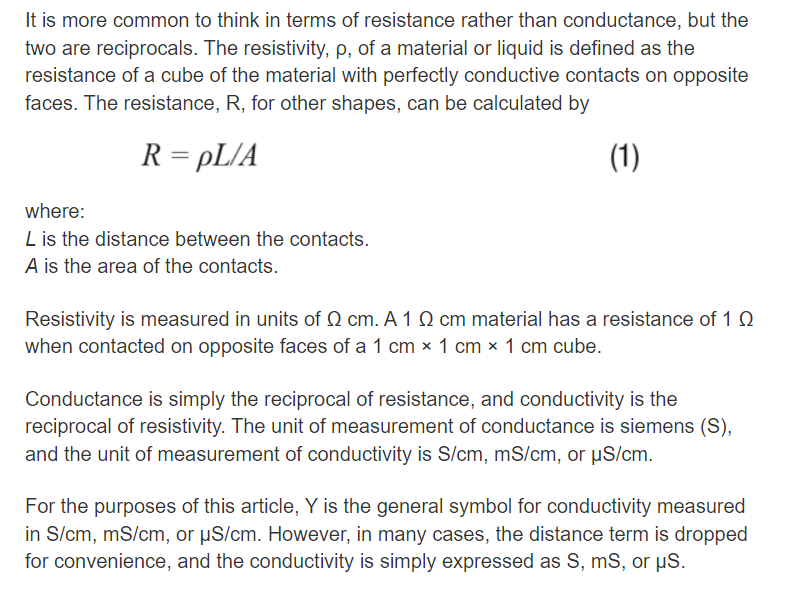 It is more common to think in terms of resistance rather than conductance, but the
two are reciprocals. The resistivity, ρ, of a material or liquid is defined as the
resistance of a cube of the material with perfectly conductive contacts on opposite
faces. The resistance, R, for other shapes, can be calculated by
R = ρL/A (1)
where:
L is the distance between the contacts.
A is the area of the contacts.
Resistivity is measured in units of Ω cm. A 1 Ω cm material has a resistance of 1 Ω
when contacted on opposite faces of a 1 cm × 1 cm × 1 cm cube.
Conductance is simply the reciprocal of resistance, and conductivity is the
reciprocal of resistivity. The unit of measurement of conductance is siemens (S),
and the unit of measurement of conductivity is S/cm, mS/cm, or μS/cm.
For the purposes of this article, Y is the general symbol for conductivity measured
in S/cm, mS/cm, or μS/cm. However, in many cases, the distance term is dropped
for convenience, and the conductivity is simply expressed as S, mS, or μS.